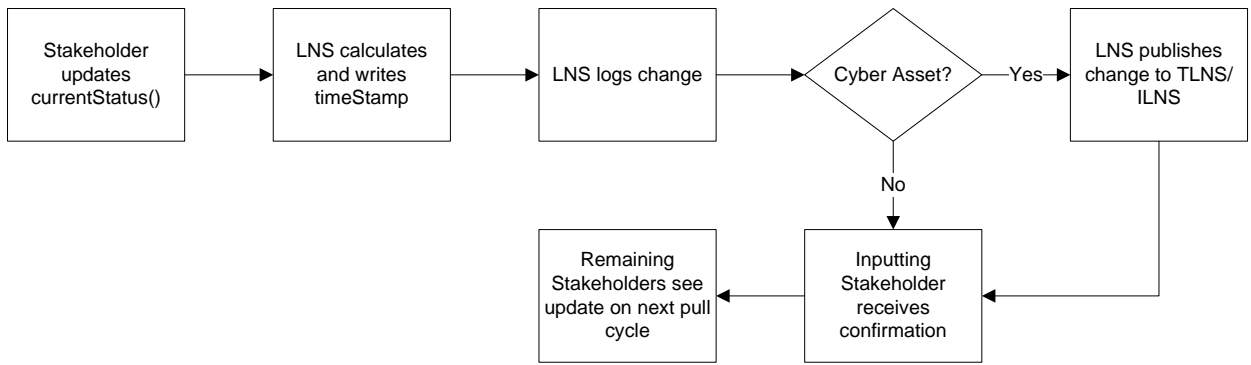 Stakeholder
updates
currentStatus()
LNS calculates
and writes
timeStamp
LNS logs change
Cyber Asset?
Yes
LNS publishes
change to TLNS/
ILNS
No
Remaining
Stakeholders see
update on next pull
cycle
Inputting
Stakeholder
receives
confirmation